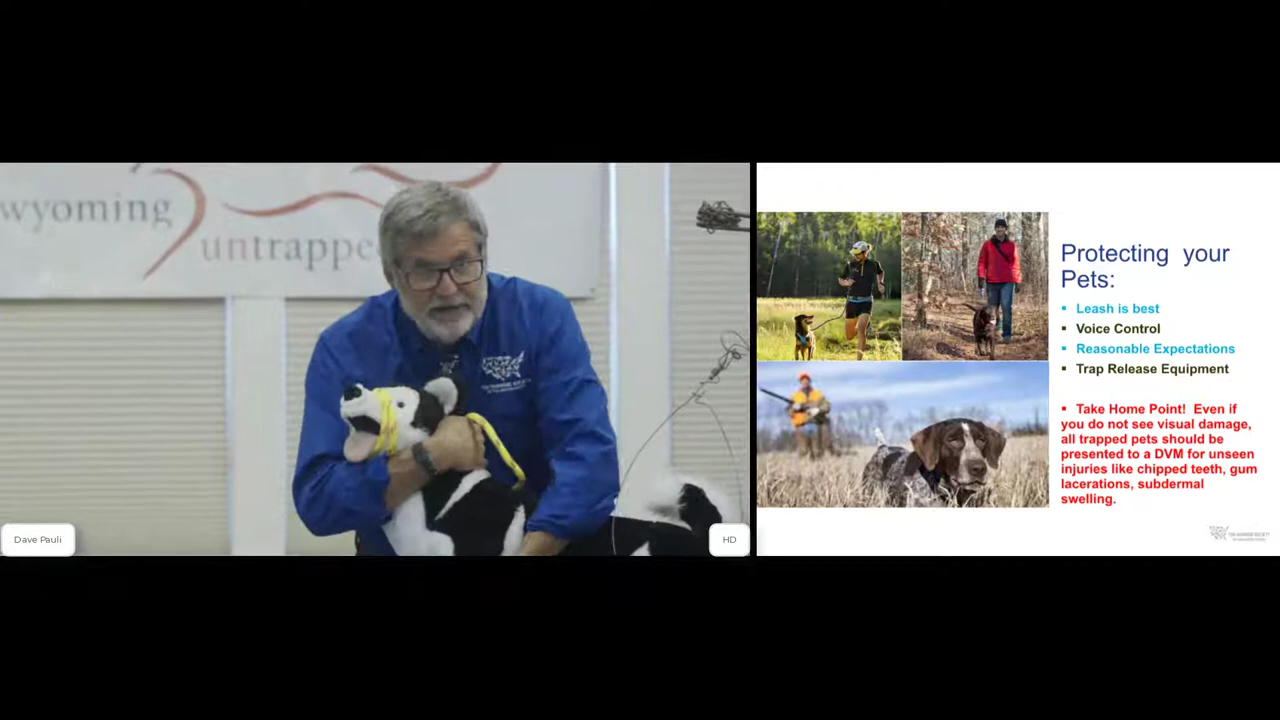 wyoming
untrappe
Dave Pauli
HD
Protecting your
Pets:
▪ Leash is best
▪ Voice Control
▪ Reasonable Expectations
▪ Trap Release Equipment
▪ Take Home Point! Even if
you do not see visual damage,
all trapped pets should be
presented to a DVM for unseen
injuries like chipped teeth, gum
lacerations, subdermal
swelling.